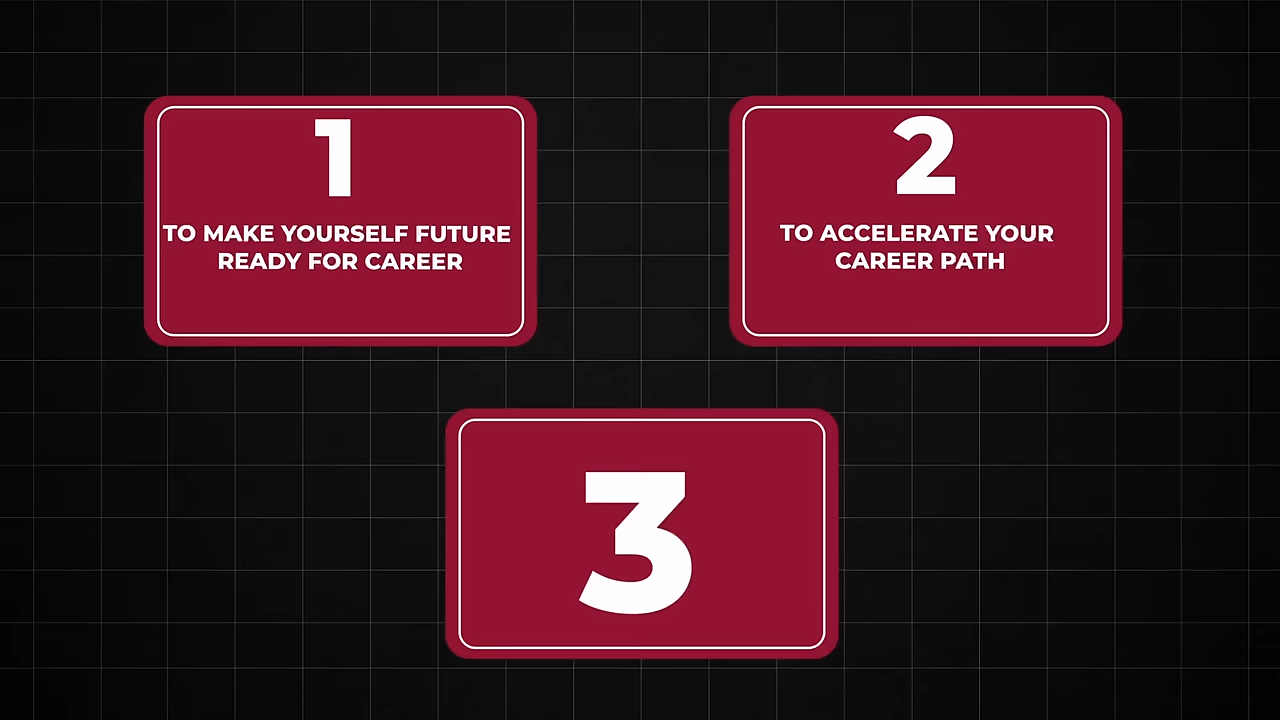 1
TO MAKE YOURSELF FUTURE
READY FOR CAREER
2
TO ACCELERATE YOUR
CAREER PATH
3